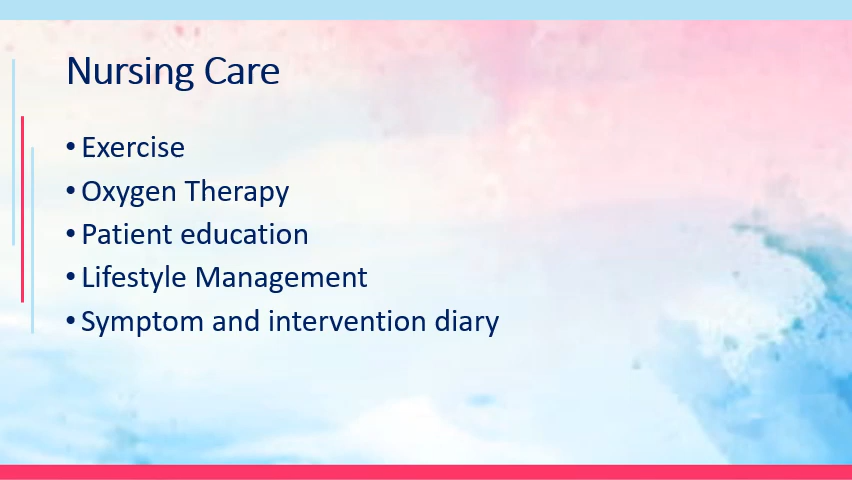 Nursing Care
• Exercise
• Oxygen Therapy
• Patient education
• Lifestyle Management
• Symptom and intervention diary